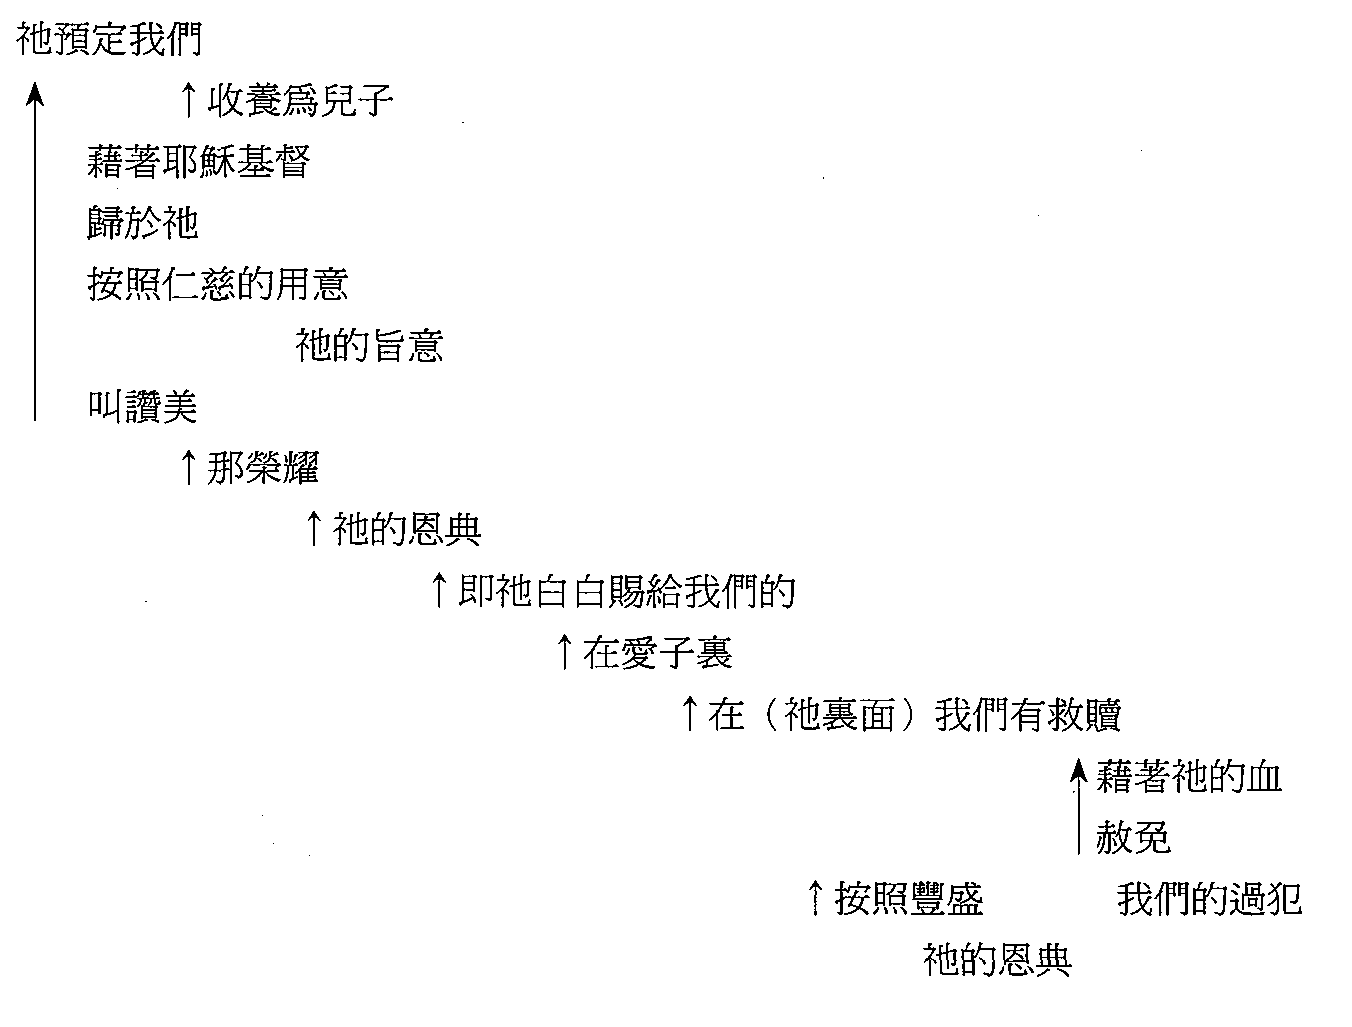 祂預定我們
↑收養爲兒子
藉著耶穌基督
歸於祂
按照仁慈的用意
祂的旨意
叫讚美
↑那榮耀
↑祂的恩典
↑即祂白白賜給我們的
↑在愛子裏
↑在（祂裏面）我們有救贖
藉著祂的血
赦免
↑按照豐盛 我們的過犯
祂的恩典